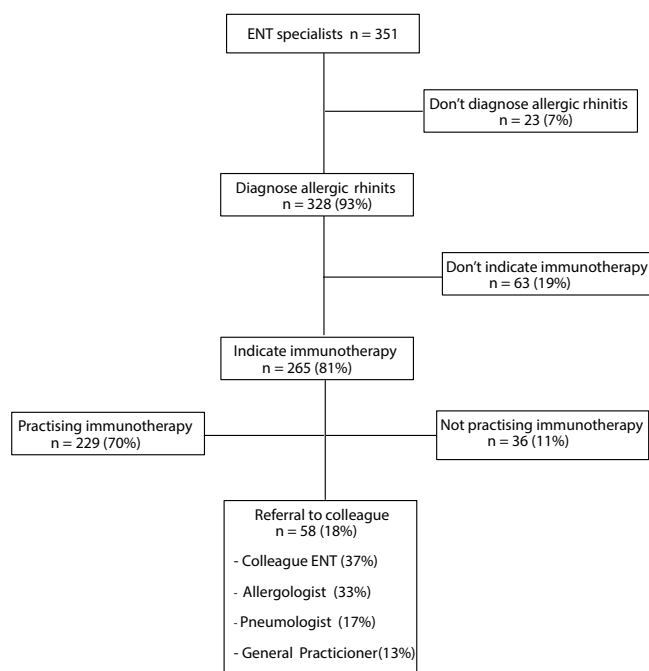 ENT specialists n = 351
Don't diagnose allergic rhinitis
n = 23 (7%)
Diagnose allergic rhinits
n = 328 (93%)
Don't indicate immunotherapy
n = 63 (19%)
Indicate immunotherapy
n = 265 (81%)
Practising immunotherapy
n = 229 (70%)
Not practising immunotherapy
n = 36 (11%)
Referral to colleague
n = 58 (18%)
- Colleague ENT (37%)
- Allergologist (33%)
- Pneumologist (17%)
- General Practicioner (13%)